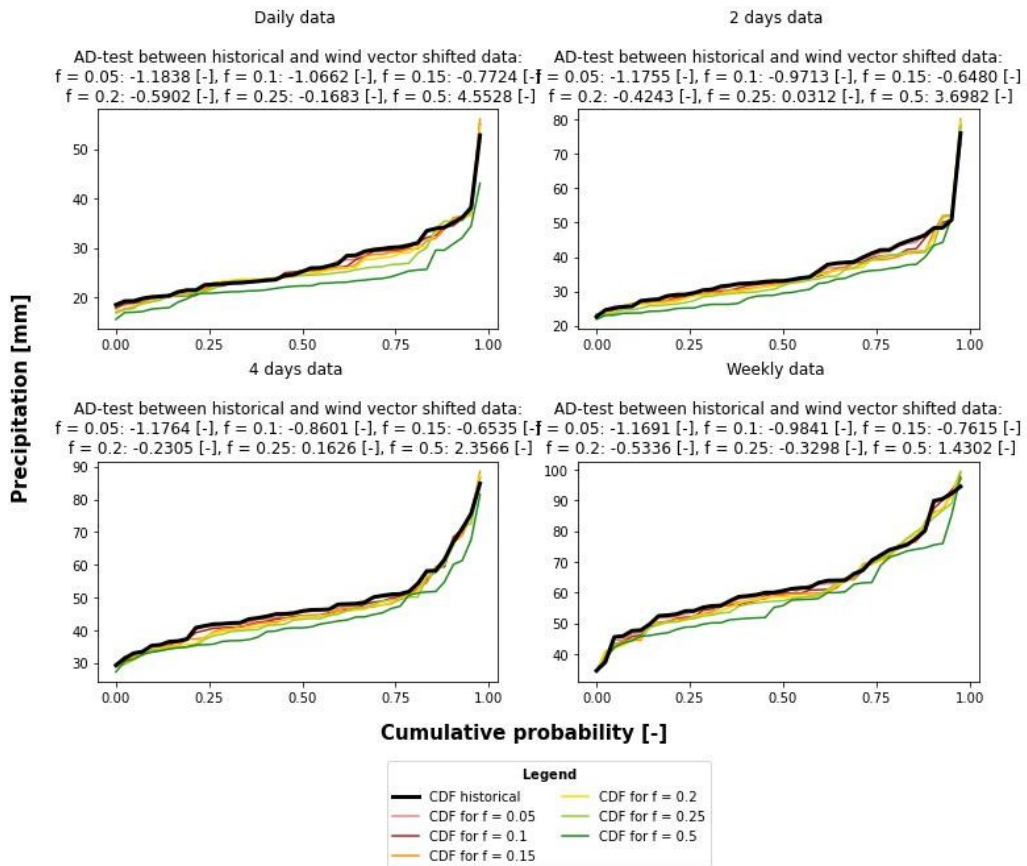 Daily data
AD-test between historical and wind vector shifted data:
f = 0.05: -1.1838 [-], f = 0.1: -1.0662 [-], f = 0.15: -0.7724 [-]
f = 0.2: -0.5902 [-], f = 0.25: -0.1683 [-], f = 0.5: 4.5528 [-]
50
40
30
20
0.00 0.25 0.50 0.75 1.00
2 days data
AD-test between historical and wind vector shifted data:
f = 0.05: -1.1755 [-], f = 0.1: -0.9713 [-], f = 0.15: -0.6480 [-]
f = 0.2: -0.4243 [-], f = 0.25: 0.0312 [-], f = 0.5: 3.6982 [-]
80
70
60
50
40
30
20
0.00 0.25 0.50 0.75 1.00
Precipitation [mm]
4 days data
AD-test between historical and wind vector shifted data:
f = 0.05: -1.1764 [-], f = 0.1: -0.8601 [-], f = 0.15: -0.6535 [-]
f = 0.2: -0.2305 [-], f = 0.25: 0.1626 [-], f = 0.5: 2.3566 [-]
90
80
70
60
50
40
30
0.00 0.25 0.50 0.75 1.00
Weekly data
AD-test between historical and wind vector shifted data:
f = 0.05: -1.1691 [-], f = 0.1: -0.9841 [-], f = 0.15: -0.7615 [-]
f = 0.2: -0.5336 [-], f = 0.25: -0.3298 [-], f = 0.5: 1.4302 [-]
100
90
80
70
60
50
40
0.00 0.25 0.50 0.75 1.00
Cumulative probability [-]
Legend
CDF historical
CDF for f = 0.05
CDF for f = 0.1
CDF for f = 0.15
CDF for f = 0.2
CDF for f = 0.25
CDF for f = 0.5